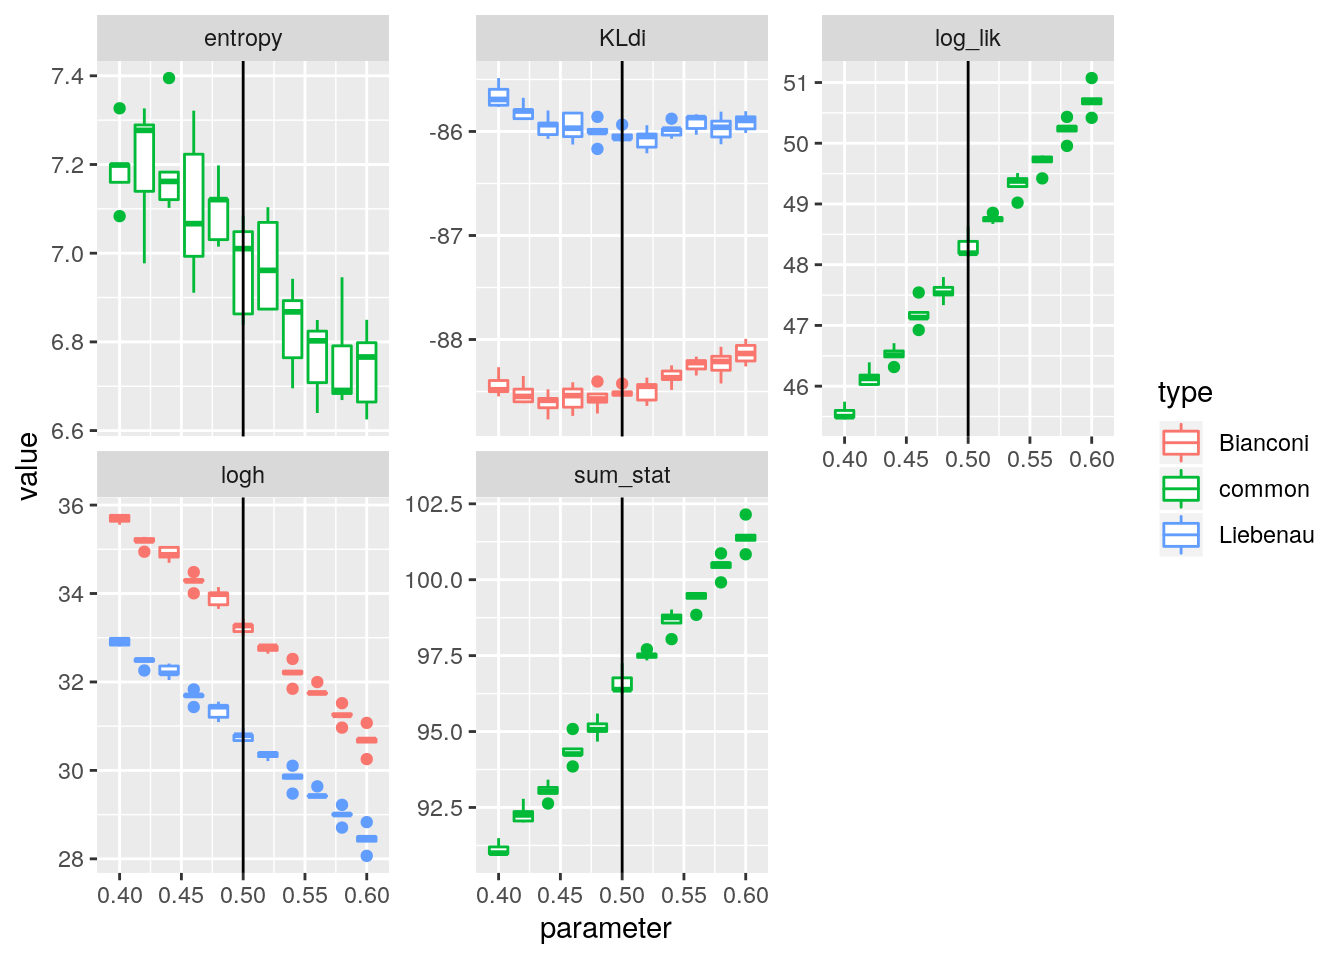 entropy
KLdi
log_lik
7.4
7.2
7.0
6.8
6.6
-86
-87
-88
51
50
49
48
47
46
0.40 0.45 0.50 0.55 0.60
value
logh
sum_stat
36
34
32
30
28
102.5
100.0
97.5
95.0
92.5
0.40 0.45 0.50 0.55 0.60
0.40 0.45 0.50 0.55 0.60
parameter
type
Bianconi
common
Liebenau